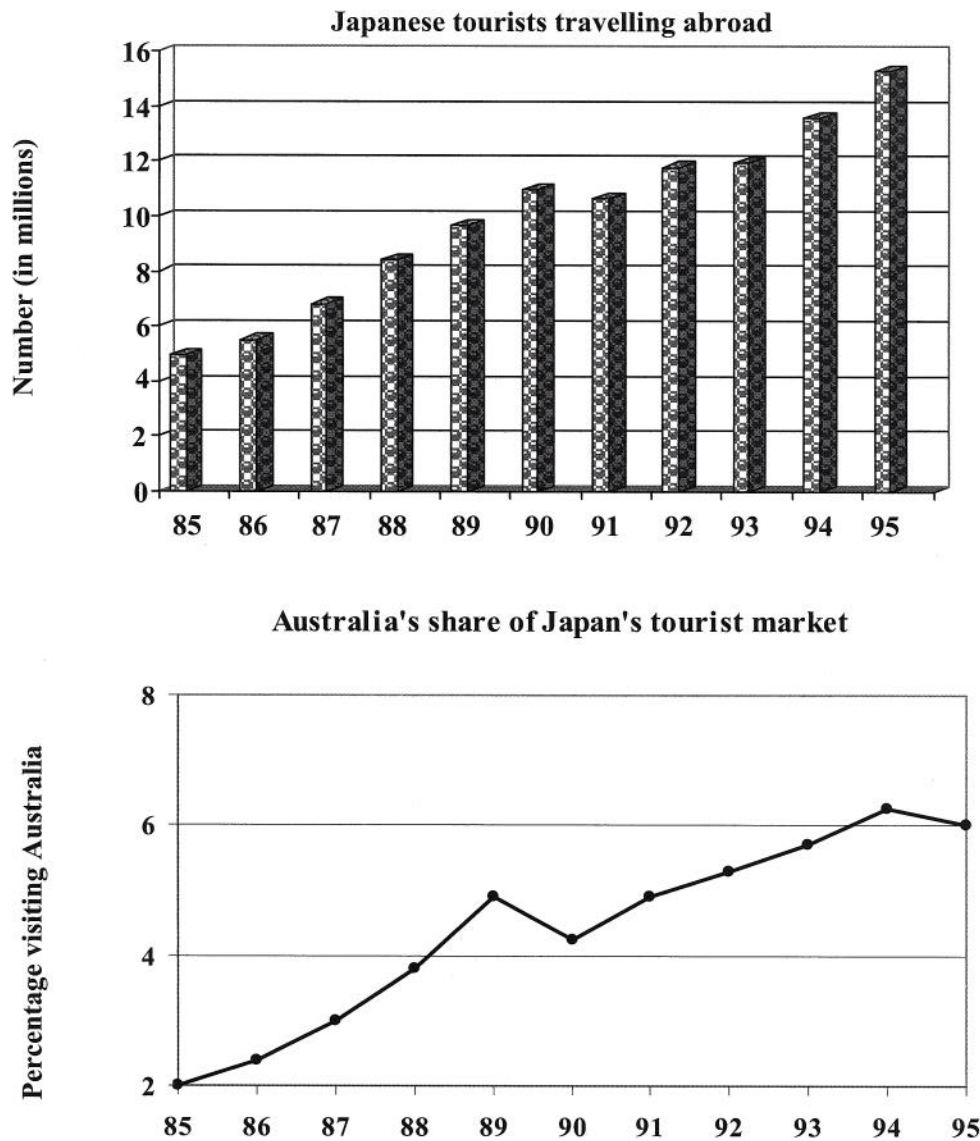 Japanese tourists travelling abroad
Number (in millions)
16
14
12
10
8
6
4
2
0
85 86 87 88 89 90 91 92 93 94 95
Australia's share of Japan's tourist market
Percentage visiting Australia
8
6
4
2
85 86 87 88 89 90 91 92 93 94 95